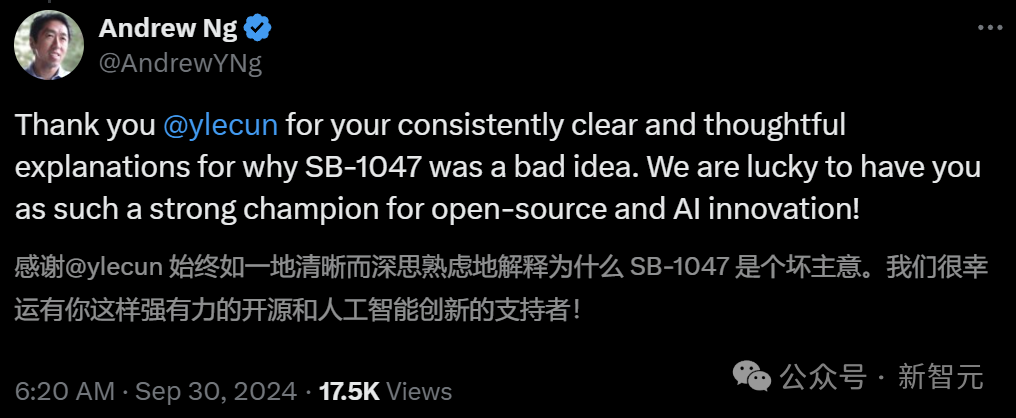 Andrew Ng
@AndrewYNg
Thank you @ylecun for your consistently clear and thoughtful
explanations for why SB-1047 was a bad idea. We are lucky to have you
as such a strong champion for open-source and AI innovation!
感谢@ylecun 始终如一地清晰而深思熟虑地解释为什么 SB-1047 是个坏主意。我们很幸
运有你这样强有力的开源和人工智能创新的支持者！
6:20 AM · Sep 30, 2024 · 17.5K Views
公众号 · 新智元